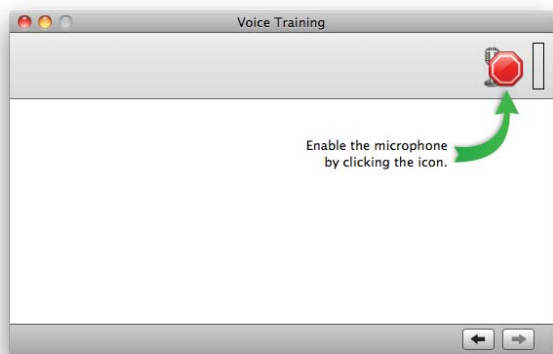 Voice Training
Enable the microphone
by clicking the icon.